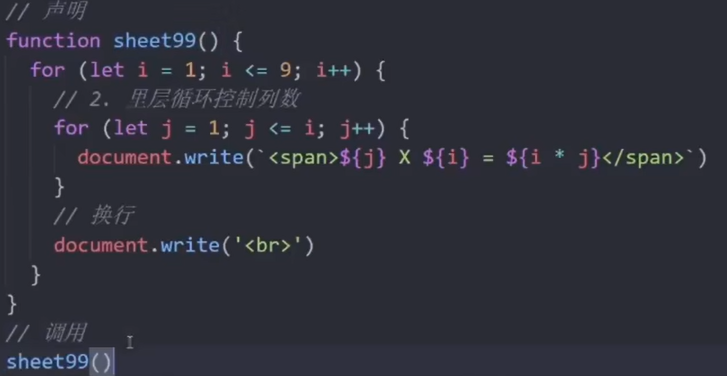 // 声明
function sheet99() {
  for (let i = 1; i <= 9; i++) {
    // 2. 里层循环控制列数
    for (let j = 1; j <= i; j++) {
      document.write(`<span>${j} X ${i} = ${i * j}</span>`)
    }
    // 换行
    document.write('<br>')
  }
}
// 调用
sheet99()